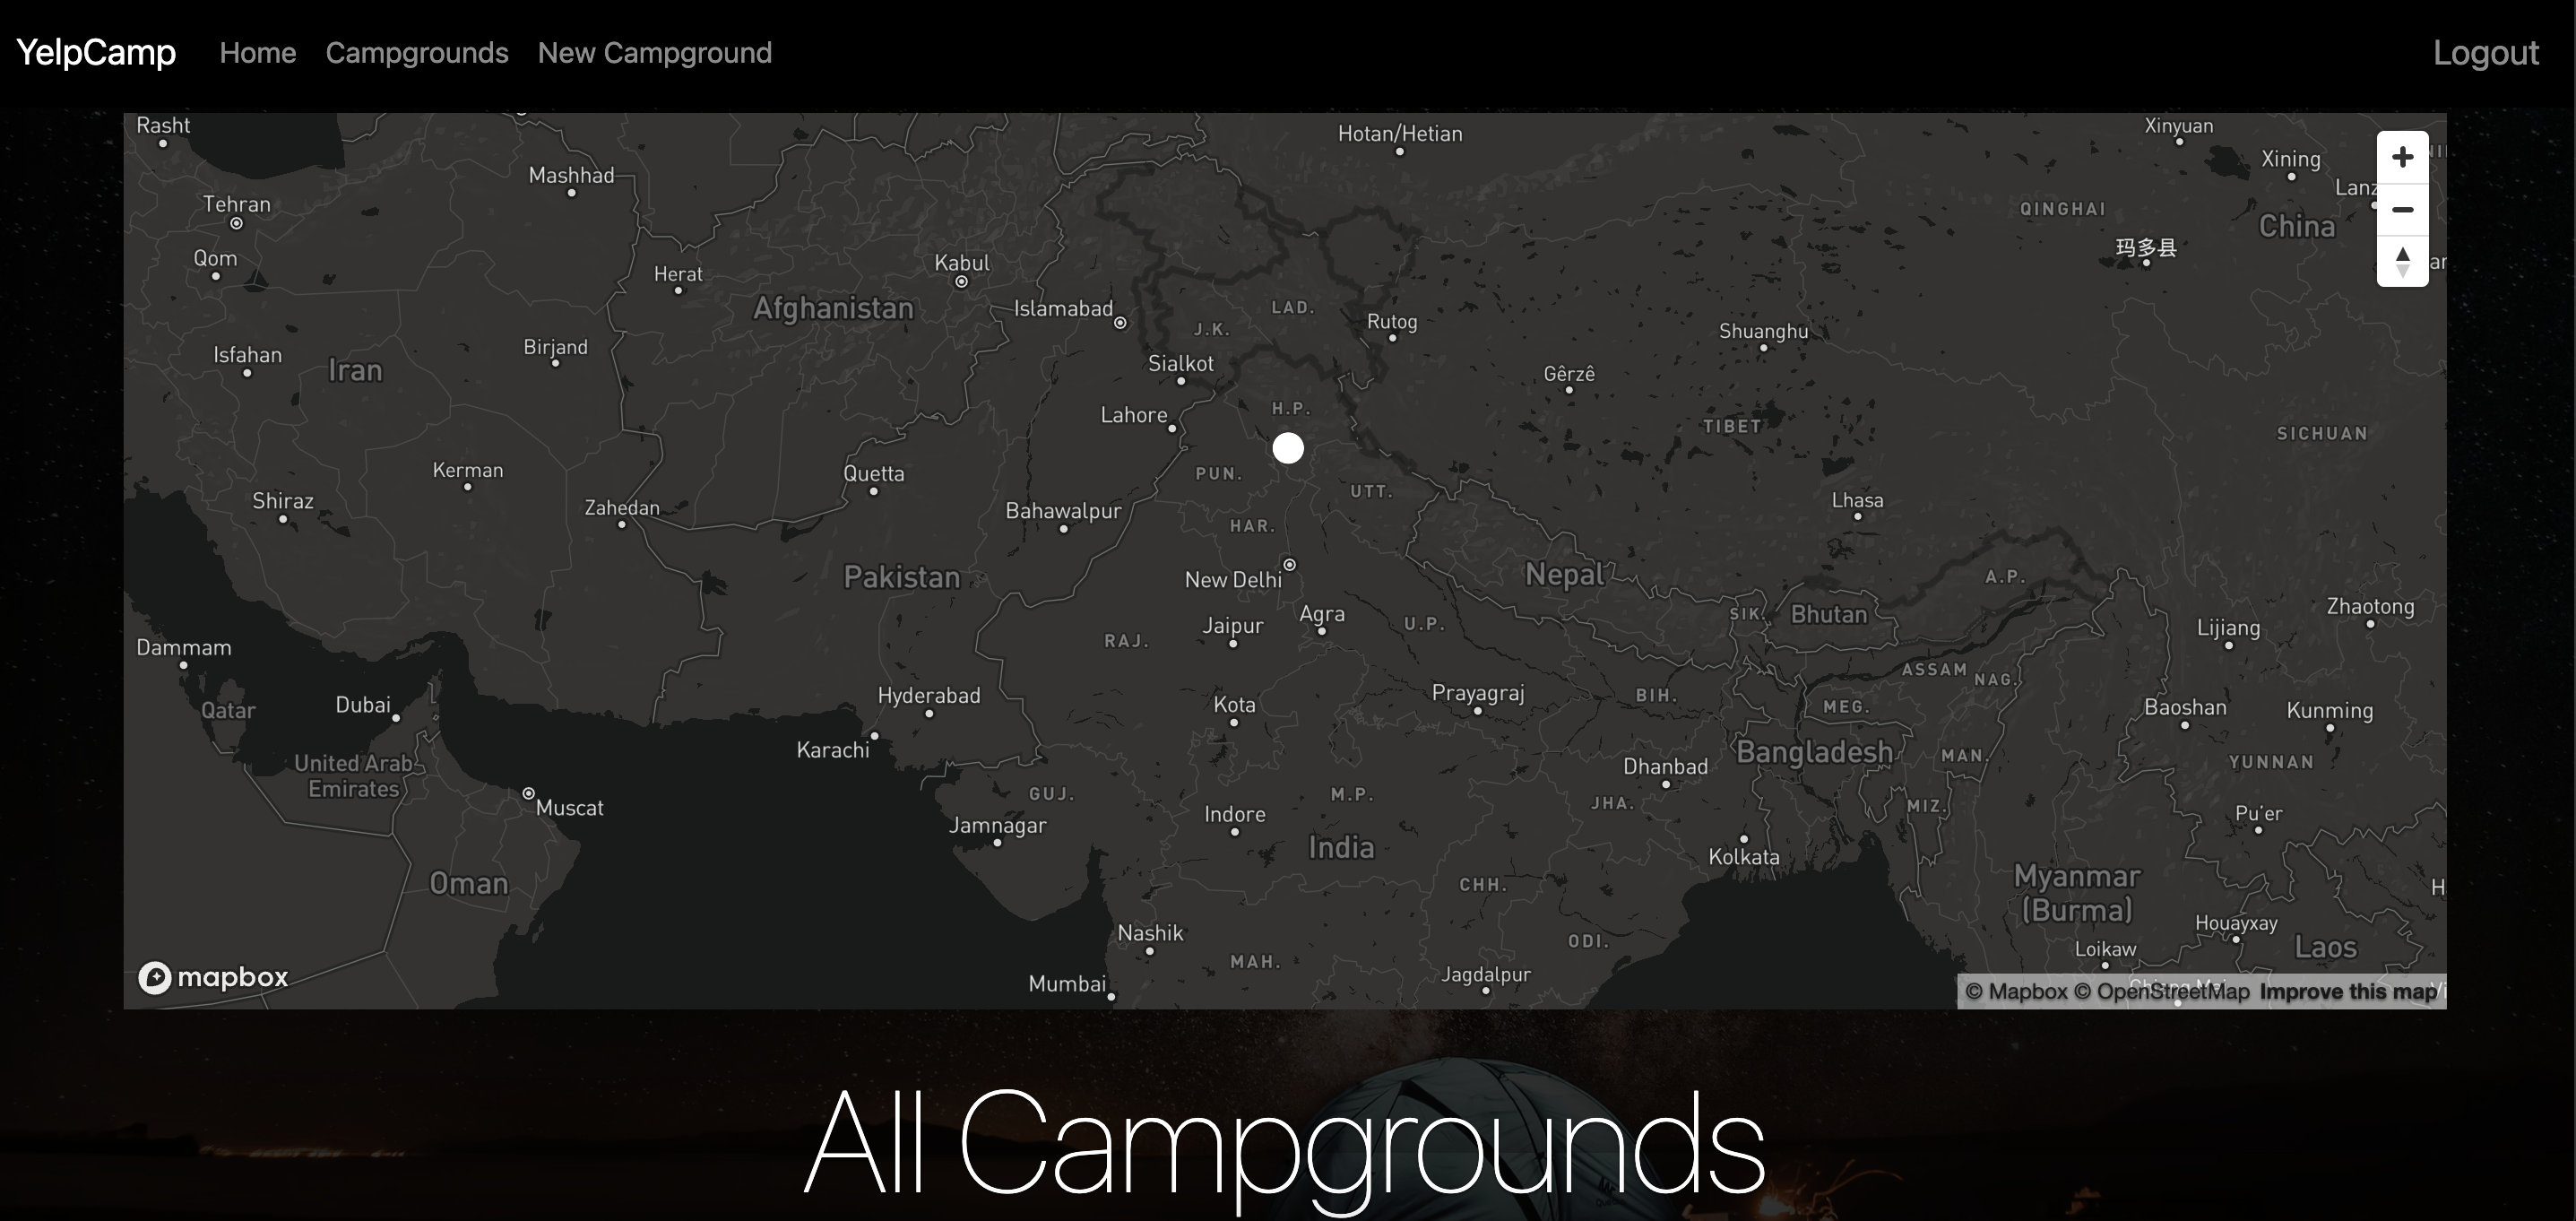 YelpCamp Home Campgrounds New Campground Logout
Rasht
Hotan/Hetian
Xinyuan
Xining
Mashhad
Lanz
Tehran
QINGHAI
China
玛多县
Qom
Kabul
Herat
Afghanistan
Islamabad
LAD.
J.K.
Rutog
Shuanghu
Isfahan
Birjand
Iran
Sialkot
Gêrzê
H.P.
Lahore
TIBET
SICHUAN
Kerman
Quetta
PUN.
UTT.
Shiraz
Zahedan
Bahawalpur
Lhasa
HAR.
Pakistan
New Delhi
Nepal
A.P.
Bhutan
SIK.
Zhaotong
Agra
Jaipur
U.P.
Lijiang
RAJ.
Dammam
ASSAM
NAG.
Hyderabad
Prayagraj
BIH.
Qatar
Dubai
Kota
MEG.
Baoshan
Kunming
Karachi
Bangladesh
MAN.
United Arab
Emirates
Dhanbad
YUNNAN
GUJ.
M.P.
JHA.
MIZ.
Muscat
Indore
Pu'er
Jamnagar
India
Kolkata
Oman
CHH.
Myanmar
(Burma)
H
Nashik
ODI.
Houayxay
Loikaw
Laos
MAH.
Jagdalpur
mapbox
Mumbai
© Mapbox © OpenStreetMap Improve this map
All Campgrounds